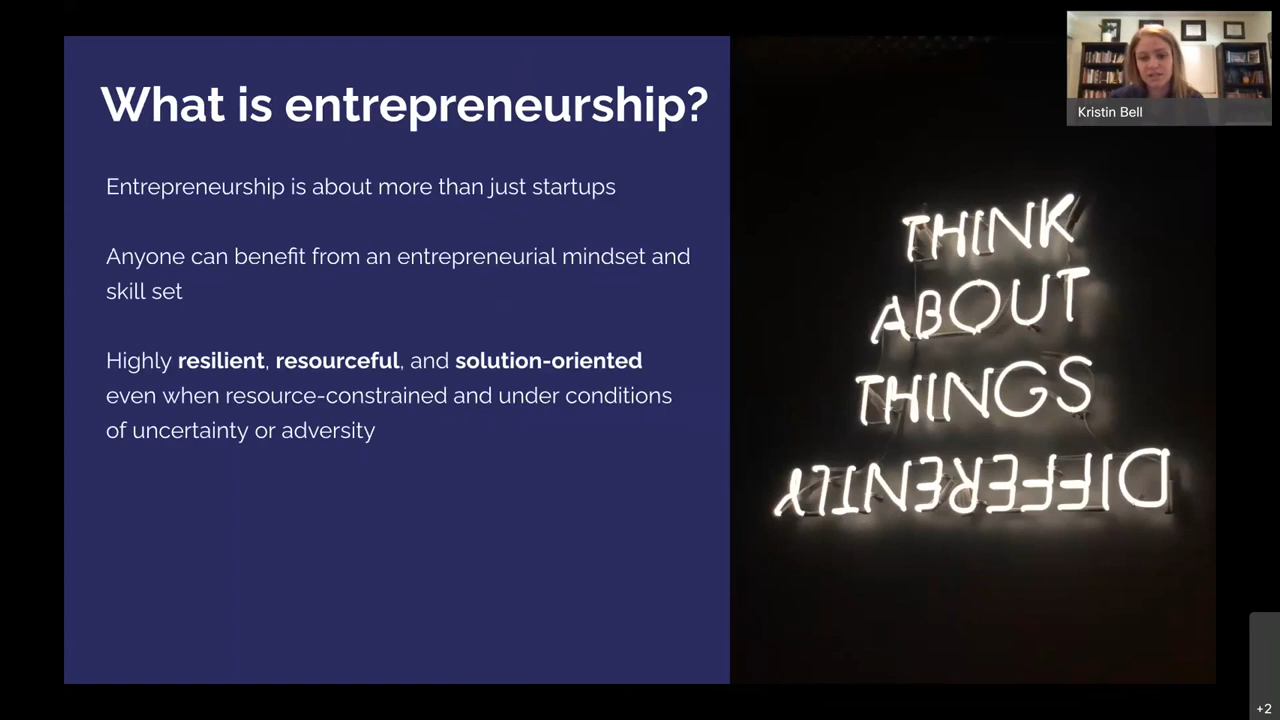 What is entrepreneurship?
Entrepreneurship is about more than just startups
Anyone can benefit from an entrepreneurial mindset and
skill set
Highly resilient, resourceful, and solution-oriented
even when resource-constrained and under conditions
of uncertainty or adversity
THINK
ABOUT
THINGS
DIFFERENTLY
Kristin Bell
+2